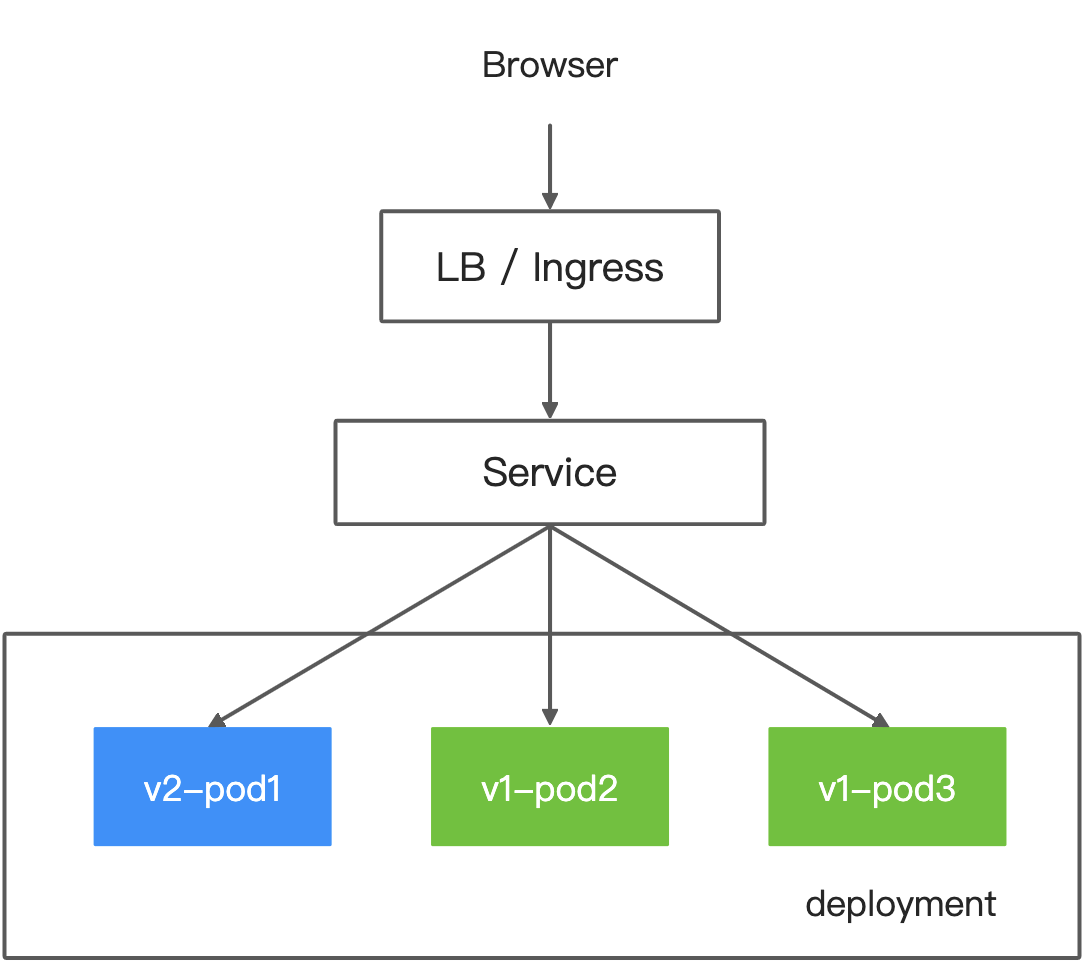 Browser
LB / Ingress
Service
v2-pod1
v1-pod2
v1-pod3
deployment